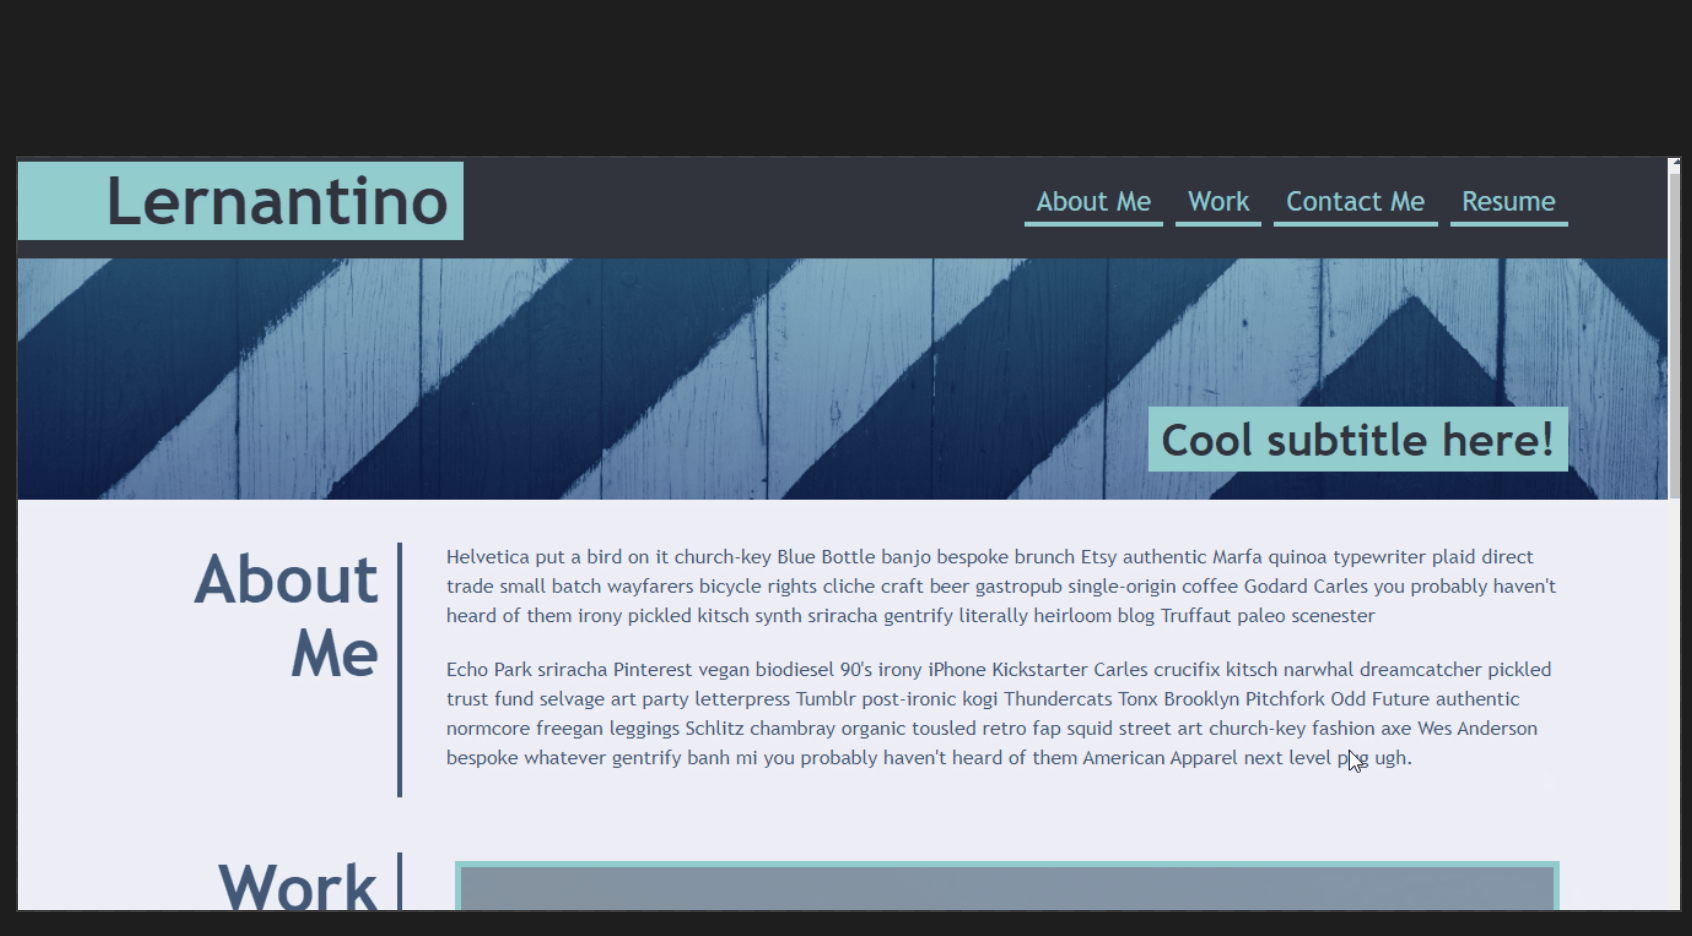 Lernantino
About Me Work Contact Me Resume
Cool subtitle here!
About
Me
Helvetica put a bird on it church-key Blue Bottle banjo bespoke brunch Etsy authentic Marfa quinoa typewriter plaid direct
trade small batch wayfarers bicycle rights cliche craft beer gastropub single-origin coffee Godard Carles you probably haven't
heard of them irony pickled kitsch synth sriracha gentrify literally heirloom blog Truffaut paleo scenester
Echo Park sriracha Pinterest vegan biodiesel 90's irony iPhone Kickstarter Carles crucifix kitsch narwhal dreamcatcher pickled
trust fund selvage art party letterpress Tumblr post-ironic kogi Thundercats Tonx Brooklyn Pitchfork Odd Future authentic
normcore freegan leggings Schlitz chambray organic tousled retro fap squid street art church-key fashion axe Wes Anderson
bespoke whatever gentrify banh mi you probably haven't heard of them American Apparel next level ugh.
Work